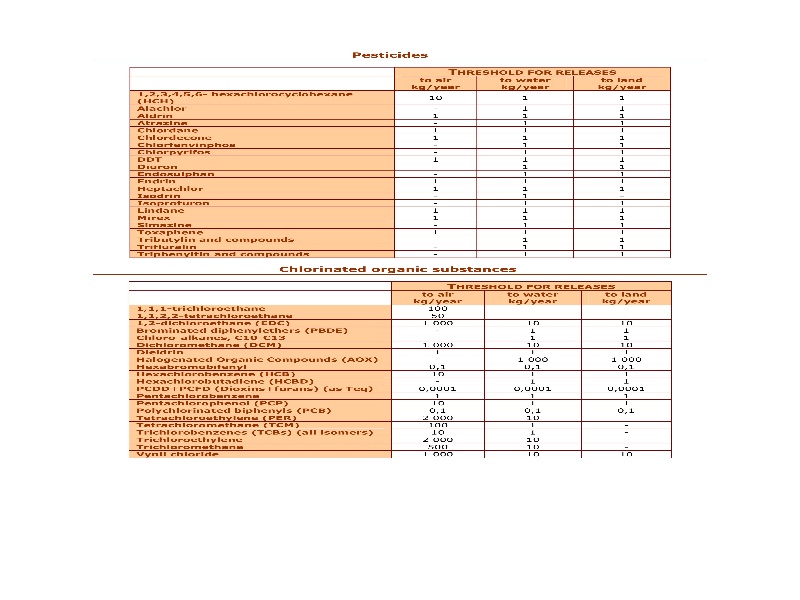 Pesticides
THRESHOLD FOR RELEASES
to air to water to land
kg/year kg/year kg/year
1,2,3,4,5,6- hexachlorocyclohexane
(HCH) 10 1 1
Alachlor - 1 1
Aldrin 1 1 1
Atrazine - 1 1
Chlordane 1 1 1
Chlordecone 1 1 1
Chlorfenvinphos - 1 1
Chlorpyrifos - 1 1
DDT 1 1 1
Diuron - 1 1
Endosulphan - 1 1
Endrin 1 1 1
Heptachlor 1 1 1
Isodrin - 1 -
Isoproturon - 1 1
Lindane 1 1 1
Mirex 1 1 1
Simazine - 1 1
Toxaphene 1 1 1
Tributyltin and compounds - 1 1
Trifluralin - 1 1
Triphenyltin and compounds - 1 1
Chlorinated organic substances
THRESHOLD FOR RELEASES
to air to water to land
kg/year kg/year kg/year
1,1,1-trichloroethane 100
1,1,2,2-tetrachloroethane 50
1,2-dichloroethane (EDC) 1 000 10 10
Brominated diphenylethers (PBDE) 1 1
Chloro-alkanes, C10-C13 1 1
Dichloromethane (DCM) 1 000 10 10
Dieldrin 1 1 1
Halogenated Organic Compounds (AOX) 1 000 1 000
Hexabromobifenyl 0,1 0,1 0,1
Hexachlorobenzene (HCB) 10 1 1
Hexachlorobutadiene (HCBD) - 1 1
PCDD+PCFD (Dioxins+furans) (as Teq) 0,0001 0,0001 0,0001
Pentachlorobenzene 1 1 1
Pentachlorophenol (PCP) 10 1 1
Polychlorinated biphenyls (PCB) 0,1 0,1 0,1
Tetrachloroethylene (PER) 2 000 10
Tetrachloromethane (TCM) 100 1 -
Trichlorobenzenes (TCBs) (all isomers) 10 1 -
Trichloroethylene 2 000 10
Trichloromethane 500 10 -
Vynil chloride 1 000 10 10